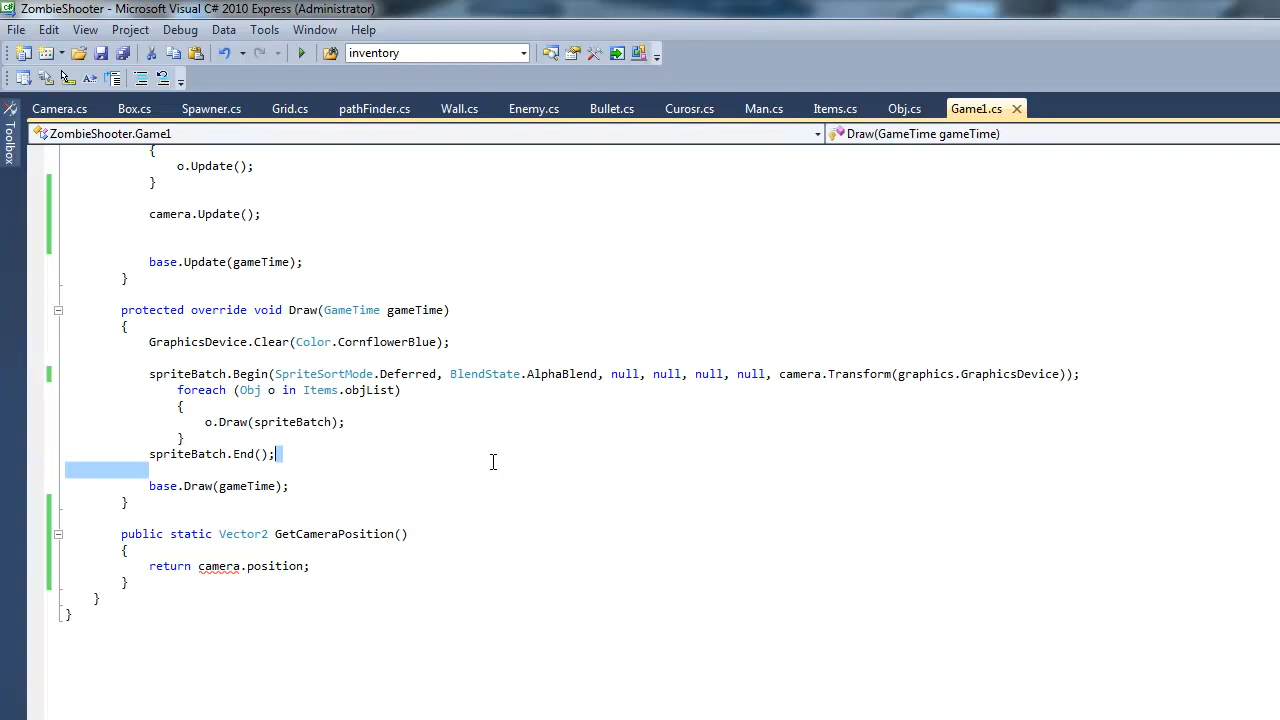 ZombieShooter - Microsoft Visual C# 2010 Express (Administrator)
File Edit View Project Debug Data Tools Window Help
inventory
Camera.cs Box.cs Spawner.cs Grid.cs pathFinder.cs Wall.cs Enemy.cs Bullet.cs Curosr.cs Man.cs Items.cs Obj.cs Game1.cs
Toolbox
ZombieShooter.Game1 Draw(GameTime gameTime)
{
o.Update();
}
camera.Update();
base.Update(gameTime);
}
protected override void Draw(GameTime gameTime)
{
GraphicsDevice.Clear(Color.CornflowerBlue);
spriteBatch.Begin(SpriteSortMode.Deferred, BlendState.AlphaBlend, null, null, null, null, camera.Transform(graphics.GraphicsDevice));
foreach (Obj o in Items.objList)
{
o.Draw(spriteBatch);
}
spriteBatch.End();
base.Draw(gameTime);
}
public static Vector2 GetCameraPosition()
{
return camera.position;
}
}
}